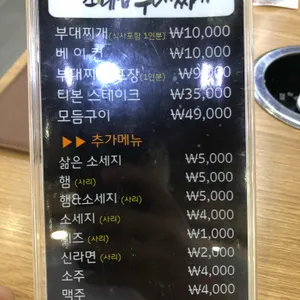 부대찌개(식사포함 1인분) ₩10,000
베 이 컨 ₩10,000
부대찌 포장(1인분) ₩9, 00
티본 스테이크 ₩35,000
모듬구이 ₩49,000
▶▶ 추가메뉴
삶은 소세지 ₩5,000
햄 (사리) ₩5,000
햄&소세지 (사리) ₩5,000
소세지 (사리) ₩4,000
치즈 (사리) ₩1,000
신라면 (사리) ₩2,000
소주 ₩4,000
맥주 ₩4,000